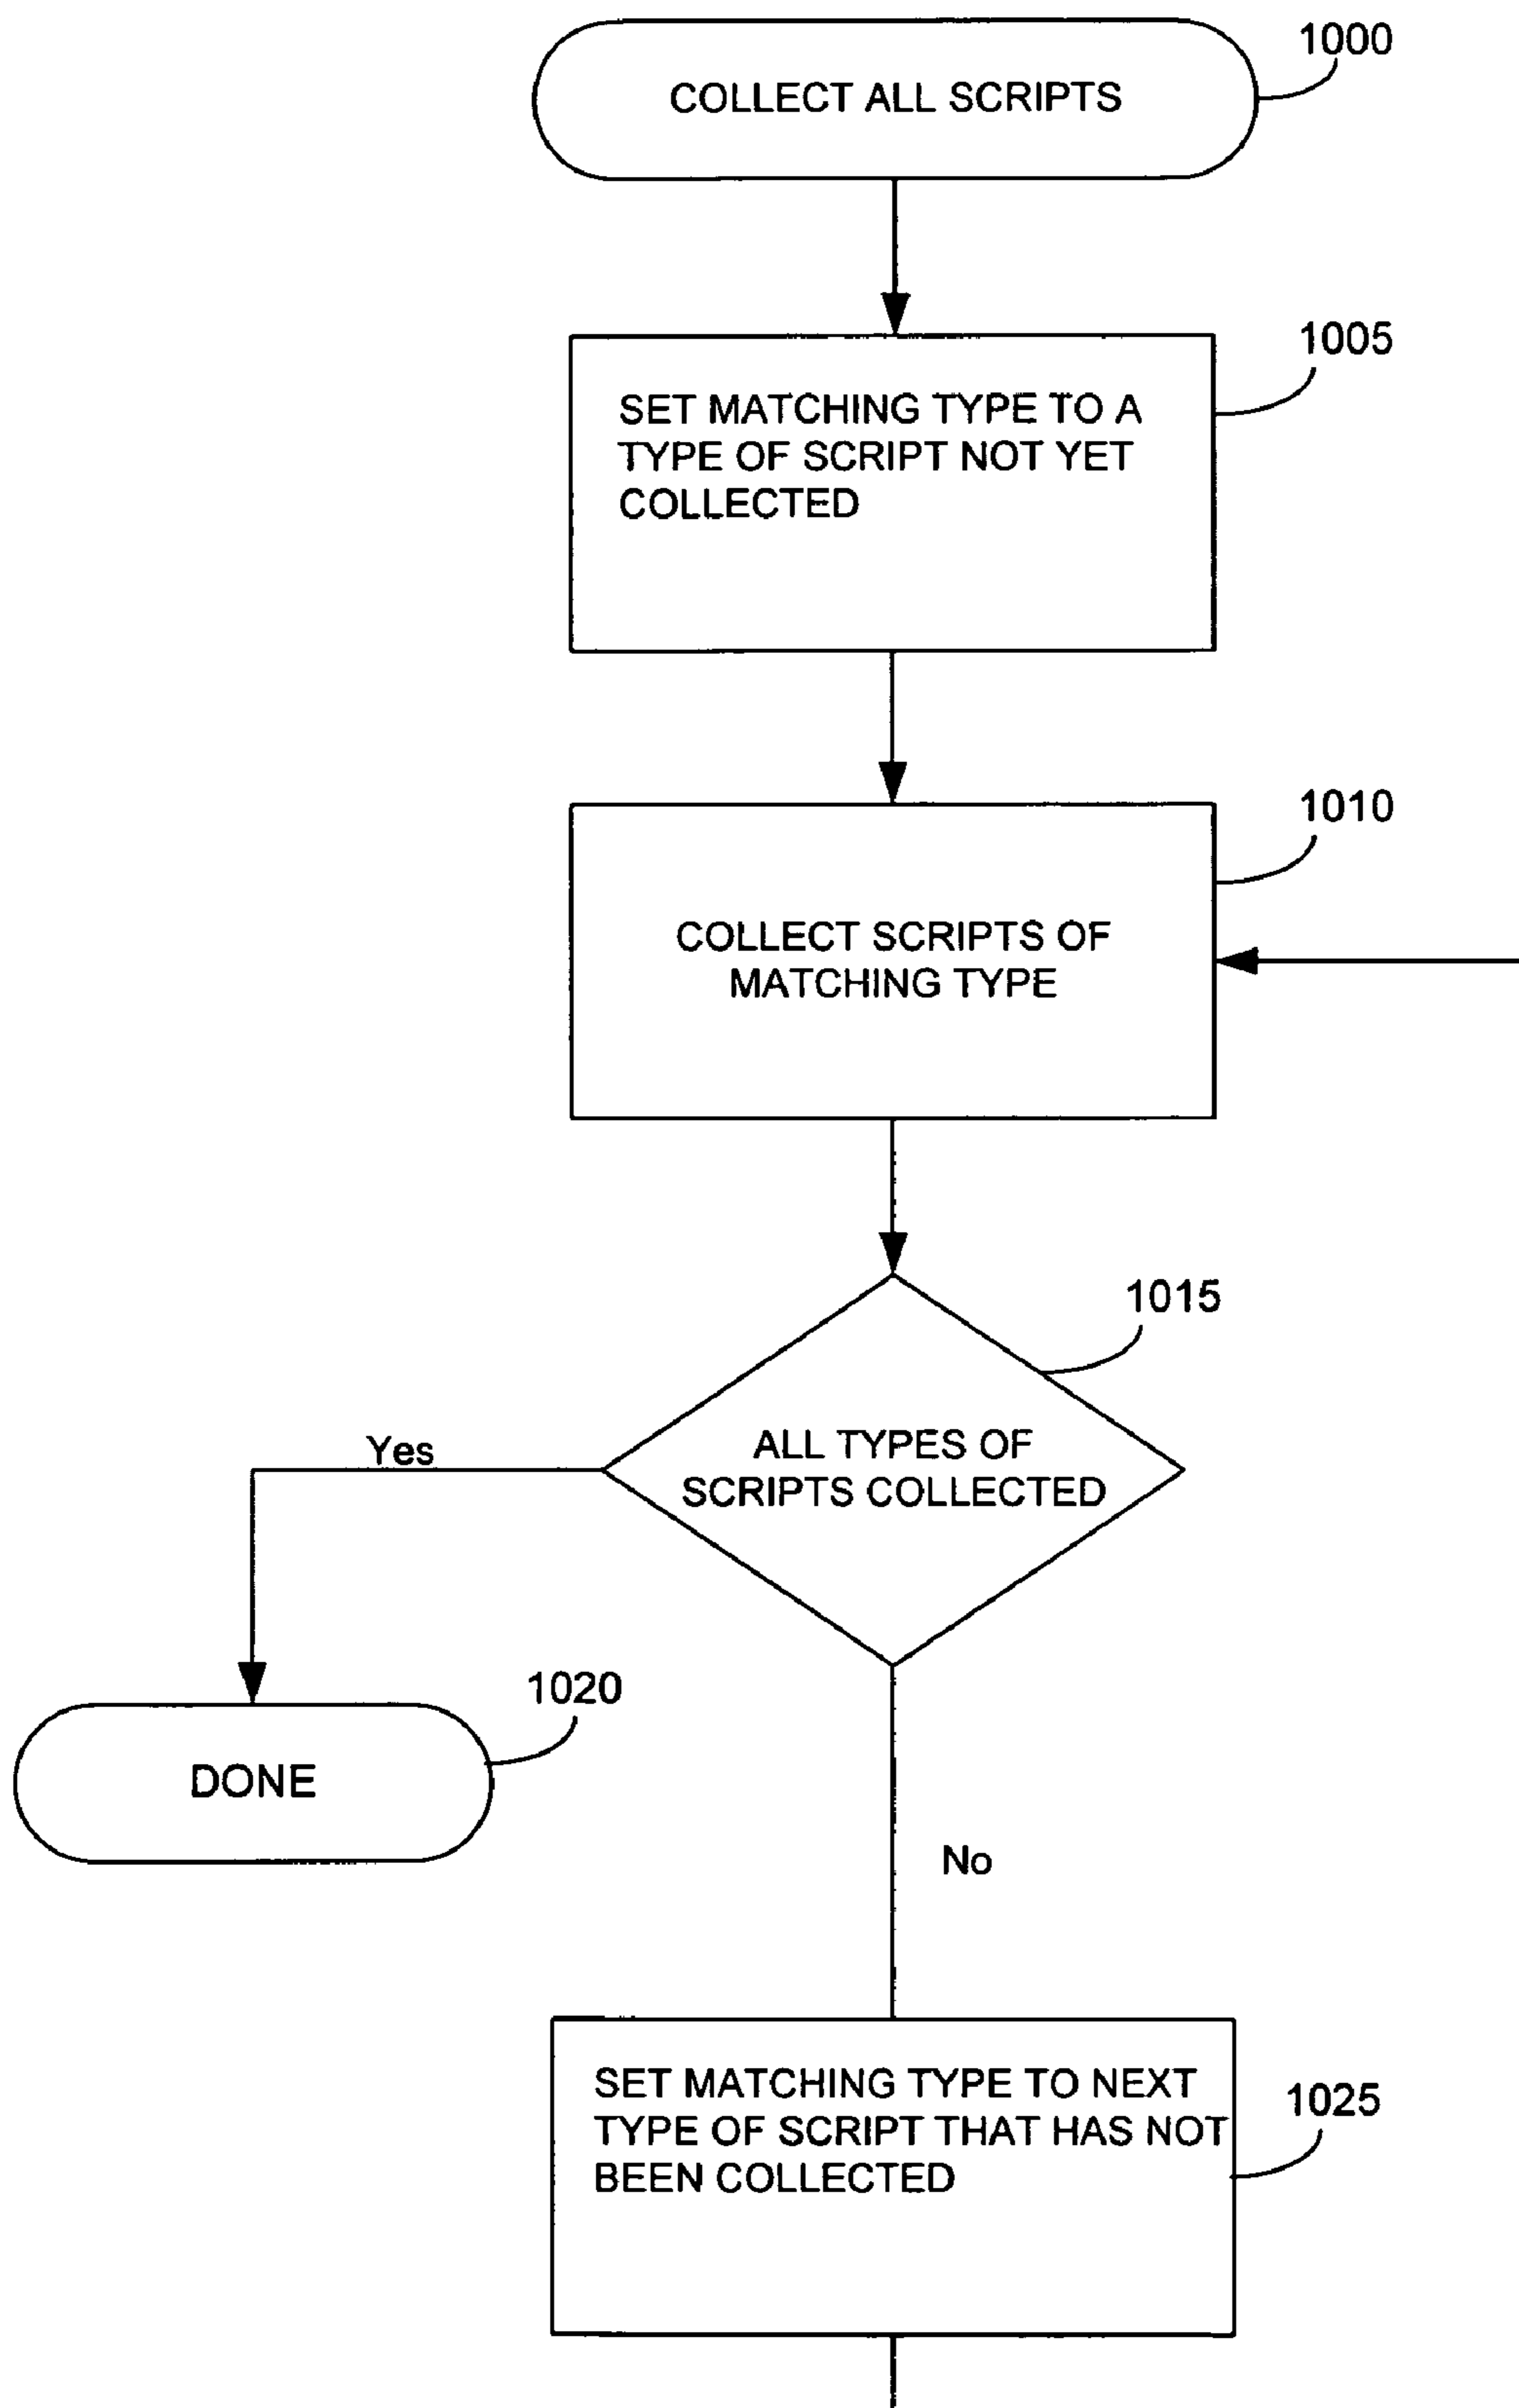 1000
COLLECT ALL SCRIPTS
1005
SET MATCHING TYPE TO A
TYPE OF SCRIPT NOT YET
COLLECTED
1010
COLLECT SCRIPTS OF
MATCHING TYPE
1015
ALL TYPES OF
SCRIPTS COLLECTED
Yes
1020
DONE
No
SET MATCHING TYPE TO NEXT
TYPE OF SCRIPT THAT HAS NOT
BEEN COLLECTED
1025